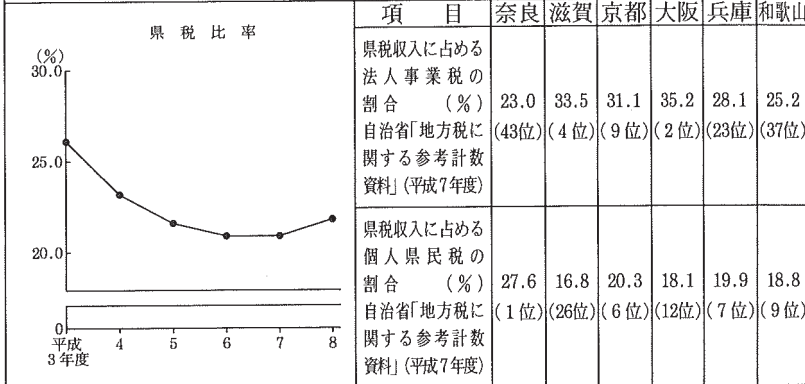 県税比率
(%)
30.0
25.0
20.0
0
平成
3年度
4
5
6
7
8
項目 奈良 滋賀 京都 大阪 兵庫 和歌山
県税収入に占める
法人事業税の
割合 (%) 23.0 33.5 31.1 35.2 28.1 25.2
自治省「地方税に (43位) (4位) (9位) (2位) (23位) (37位)
関する参考計数
資料」(平成7年度)
県税収入に占める
個人県民税の
割合 (%) 27.6 16.8 20.3 18.1 19.9 18.8
自治省「地方税に (1位) (26位) (6位) (12位) (7位) (9位)
関する参考計数
資料」(平成7年度)